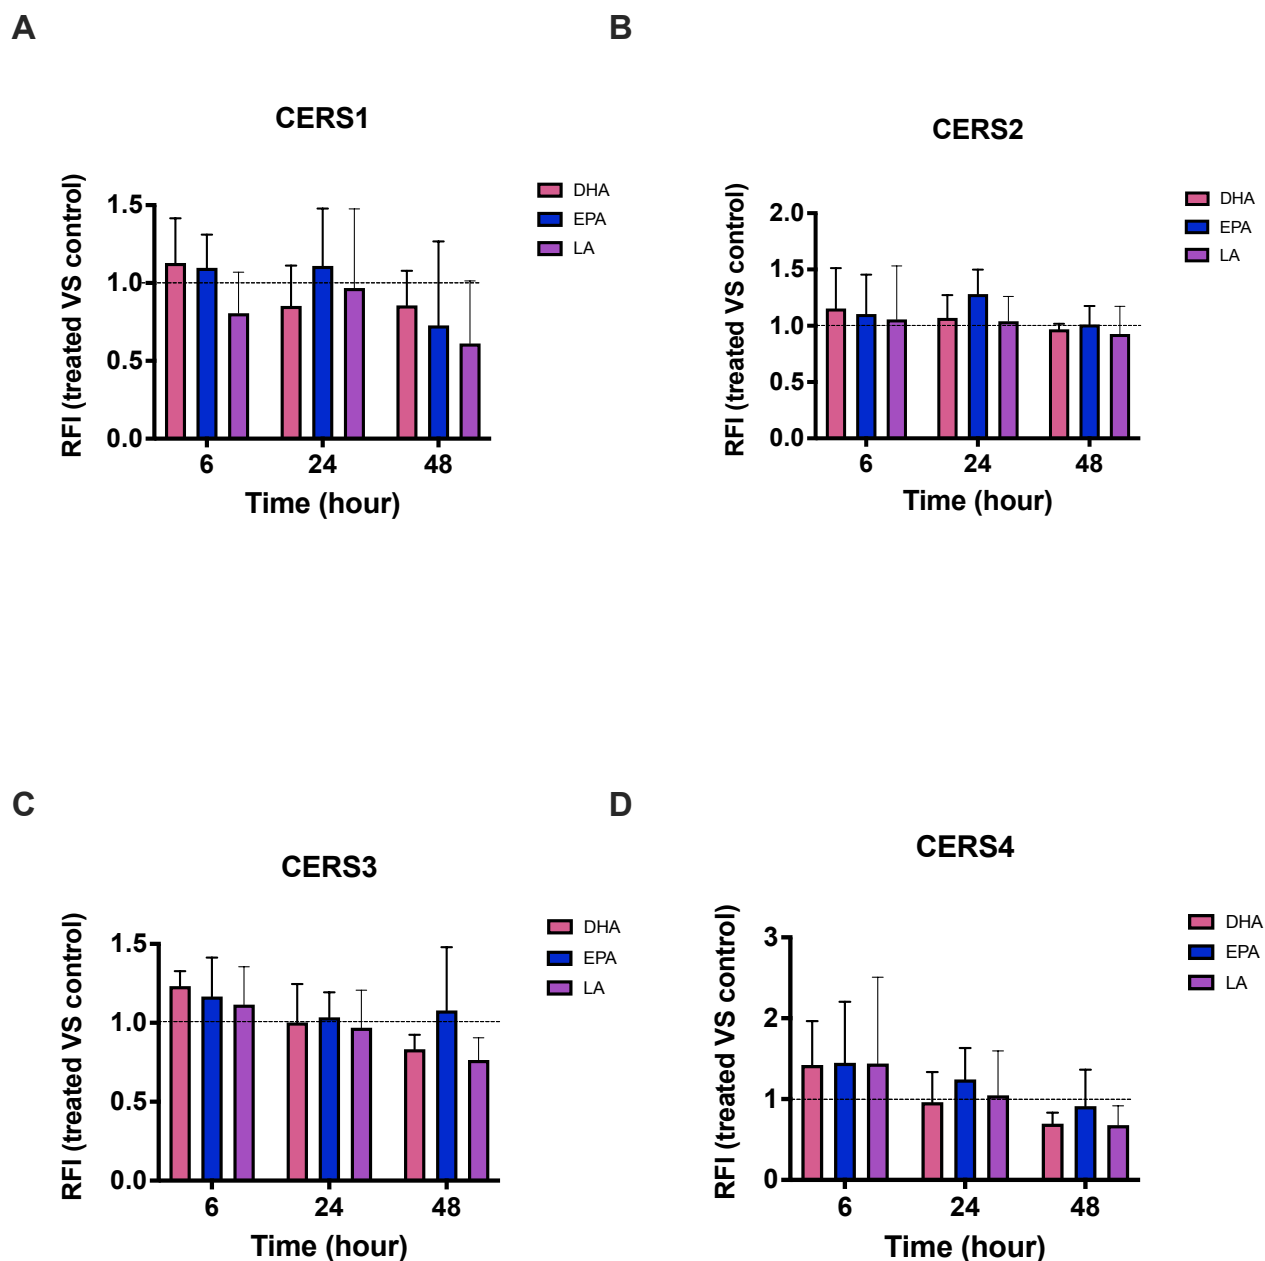 A
CERS1
RFI (treated VS control)
1.5
1.0
0.5
0.0
6
24
48
Time (hour)
DHA
EPA
LA
B
CERS2
RFI (treated VS control)
2.0
1.5
1.0
0.5
0.0
6
24
48
Time (hour)
DHA
EPA
LA
C
CERS3
RFI (treated VS control)
1.5
1.0
0.5
0.0
6
24
48
Time (hour)
DHA
EPA
LA
D
CERS4
RFI (treated VS control)
3
2
1
0
6
24
48
Time (hour)
DHA
EPA
LA